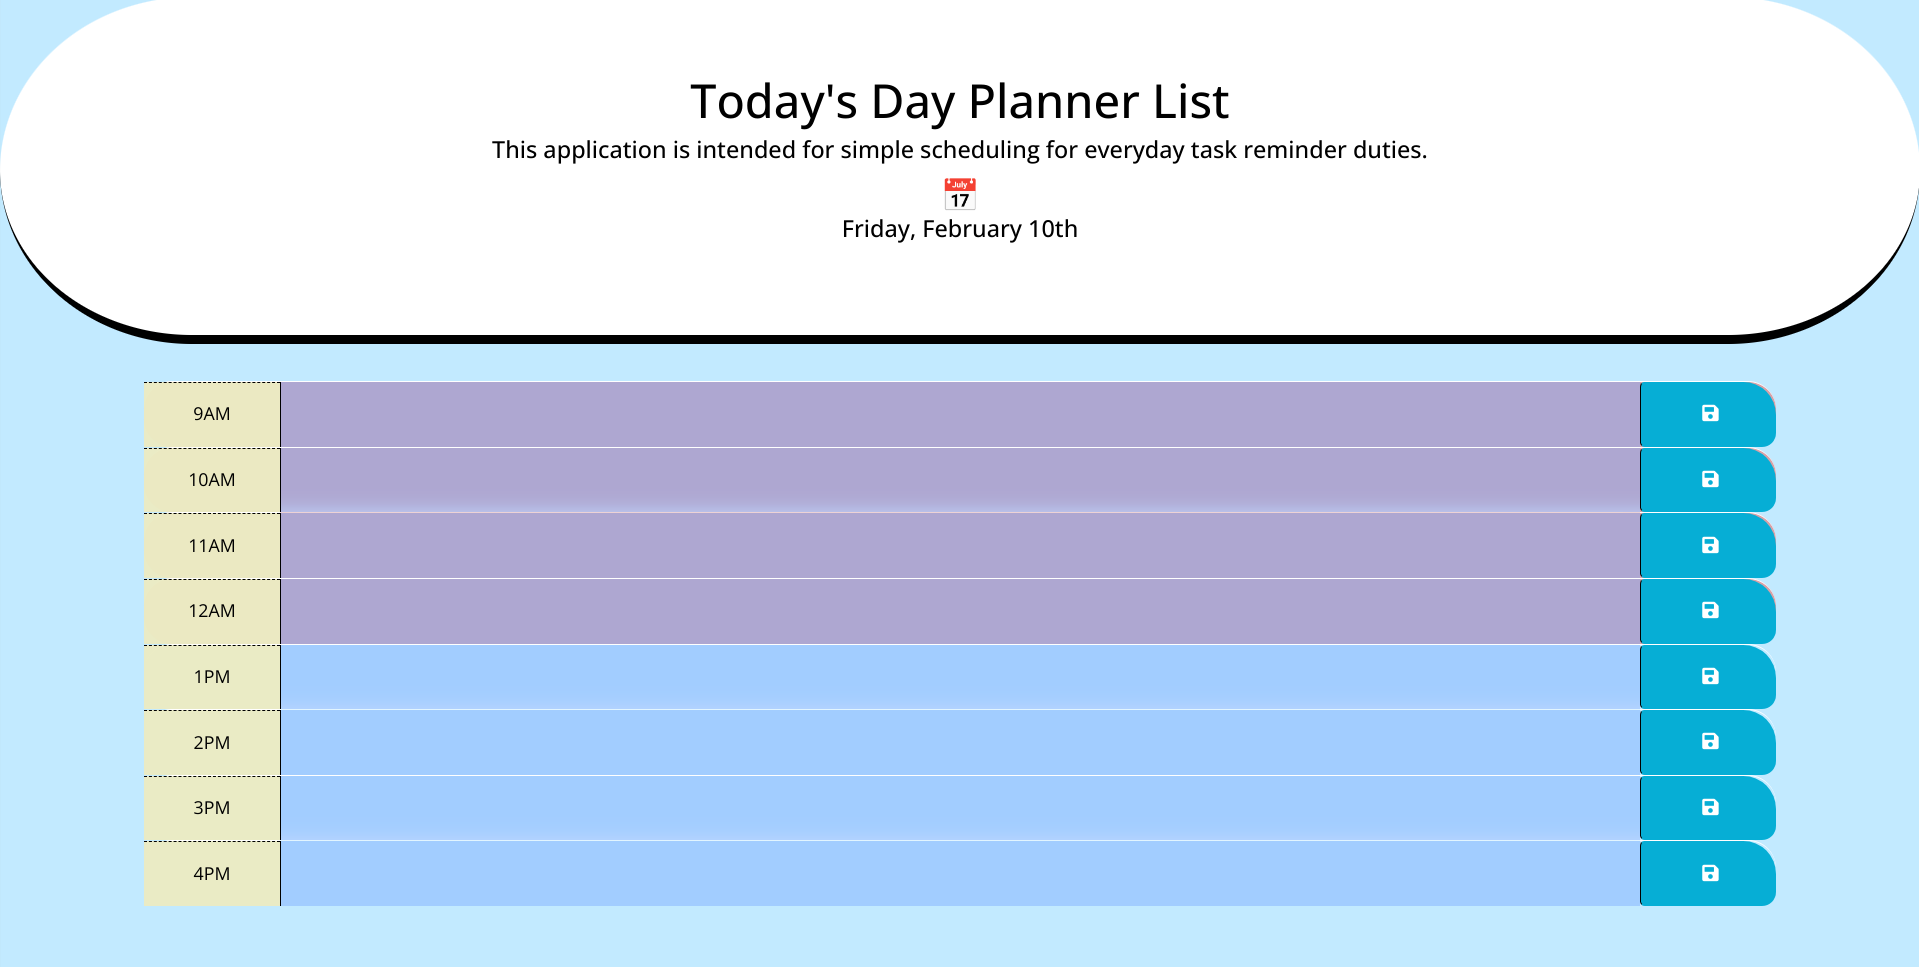 Today's Day Planner List
This application is intended for simple scheduling for everyday task reminder duties.
July
17
Friday, February 10th
9AM
10AM
11AM
12AM
1PM
2PM
3PM
4PM